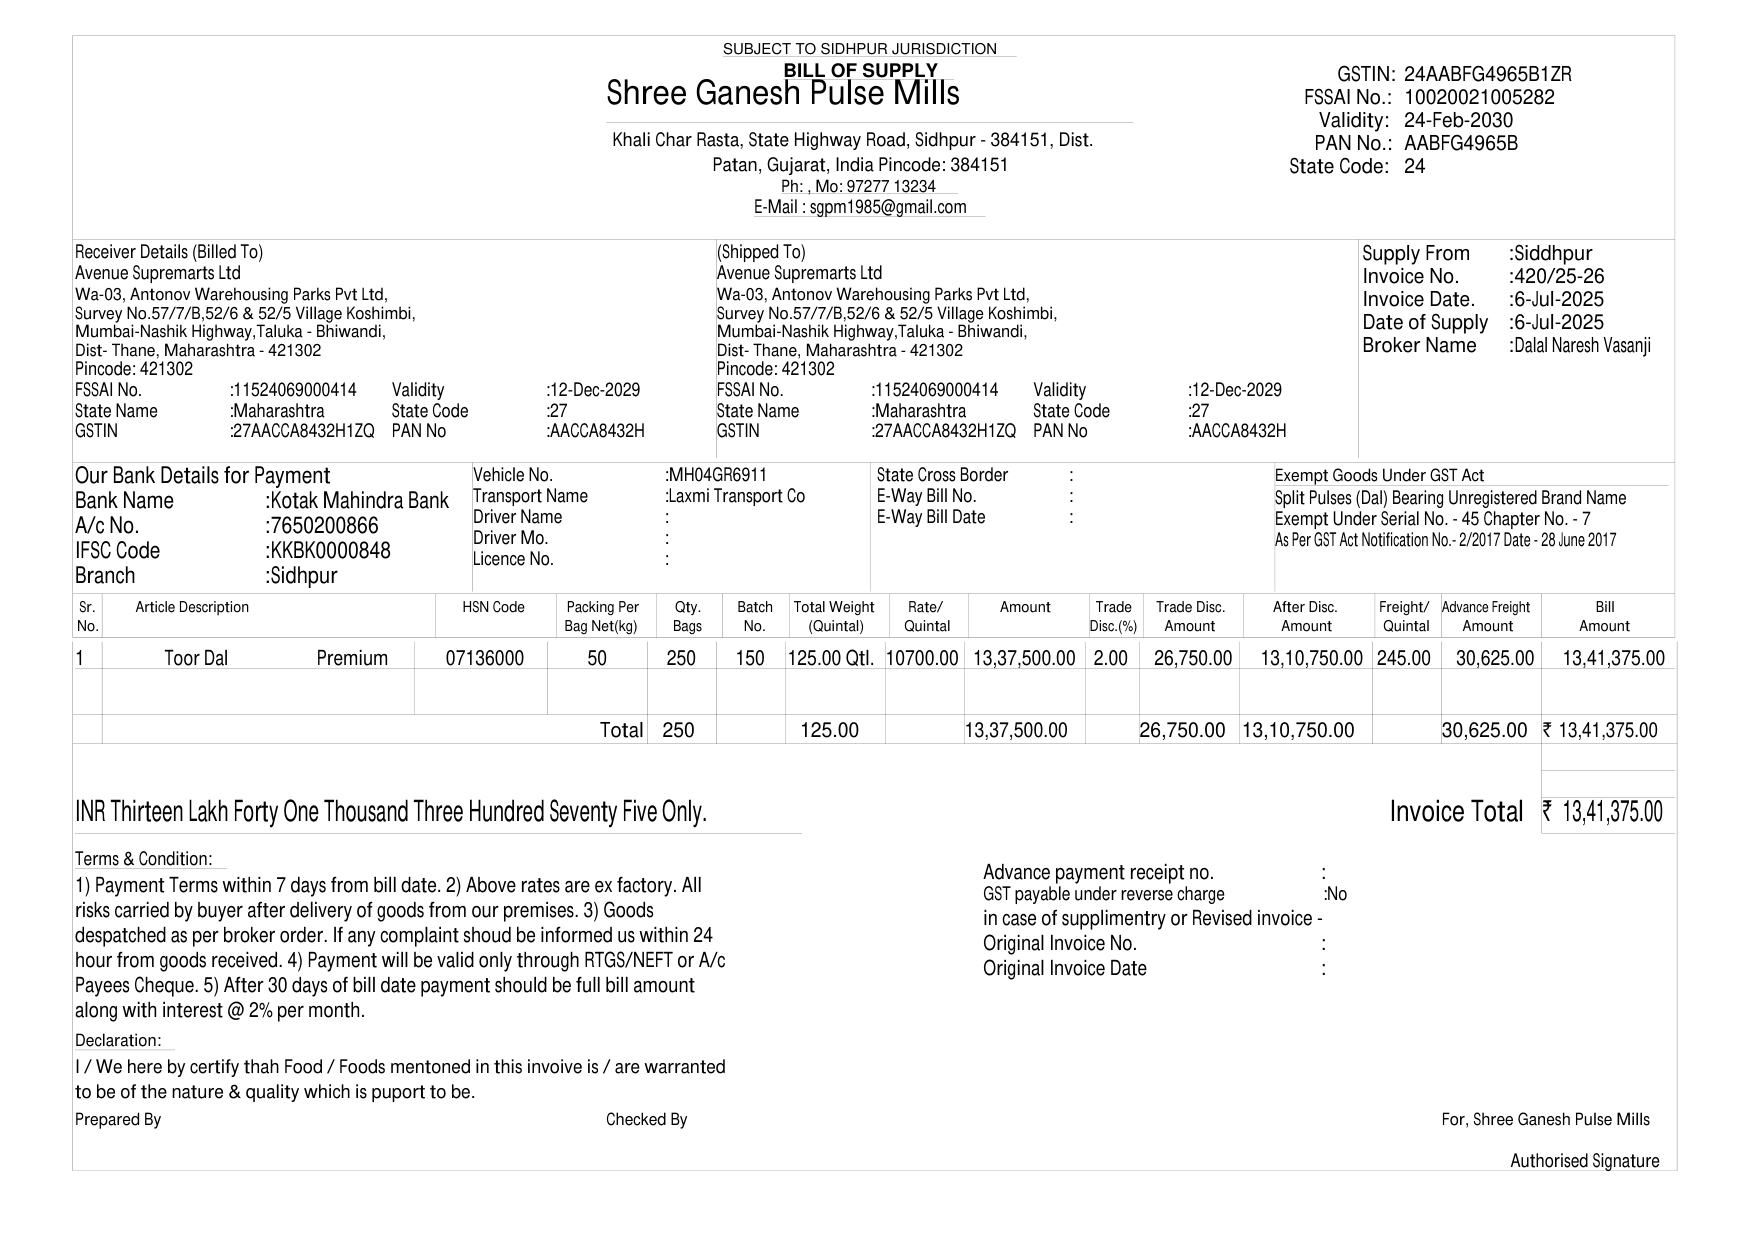 SUBJECT TO SIDHPUR JURISDICTION
BILL OF SUPPLY
Shree Ganesh Pulse Mills
Khali Char Rasta, State Highway Road, Sidhpur - 384151, Dist.
Patan, Gujarat, India Pincode: 384151
Ph: , Mo: 97277 13234
E-Mail : sgpm1985@gmail.com
GSTIN: 24AABFG4965B1ZR
FSSAI No.: 10020021005282
Validity: 24-Feb-2030
PAN No.: AABFG4965B
State Code: 24
Receiver Details (Billed To)
Avenue Supremarts Ltd
Wa-03, Antonov Warehousing Parks Pvt Ltd,
Survey No.57/7/B,52/6 & 52/5 Village Koshimbi,
Mumbai-Nashik Highway,Taluka - Bhiwandi,
Dist- Thane, Maharashtra - 421302
Pincode: 421302
FSSAI No. :11524069000414 Validity :12-Dec-2029
State Name :Maharashtra State Code :27
GSTIN :27AACCA8432H1ZQ PAN No :AACCA8432H
(Shipped To)
Avenue Supremarts Ltd
Wa-03, Antonov Warehousing Parks Pvt Ltd,
Survey No.57/7/B,52/6 & 52/5 Village Koshimbi,
Mumbai-Nashik Highway,Taluka - Bhiwandi,
Dist- Thane, Maharashtra - 421302
Pincode: 421302
FSSAI No. :11524069000414 Validity :12-Dec-2029
State Name :Maharashtra State Code :27
GSTIN :27AACCA8432H1ZQ PAN No :AACCA8432H
Supply From :Siddhpur
Invoice No. :420/25-26
Invoice Date. :6-Jul-2025
Date of Supply :6-Jul-2025
Broker Name :Dalal Naresh Vasanji
Our Bank Details for Payment
Bank Name :Kotak Mahindra Bank
A/c No. :7650200866
IFSC Code :KKBK0000848
Branch :Sidhpur
Vehicle No. :MH04GR6911
Transport Name :Laxmi Transport Co
Driver Name :
Driver Mo. :
Licence No. :
State Cross Border :
E-Way Bill No. :
E-Way Bill Date :
Exempt Goods Under GST Act
Split Pulses (Dal) Bearing Unregistered Brand Name
Exempt Under Serial No. - 45 Chapter No. - 7
As Per GST Act Notification No.- 2/2017 Date - 28 June 2017
Sr. Article Description HSN Code Packing Per Qty. Batch Total Weight Rate/ Amount Trade Trade Disc. After Disc. Freight/ Advance Freight Bill
No. Bag Net(kg) Bags No. (Quintal) Quintal Disc.(%) Amount Amount Quintal Amount Amount
1 Toor Dal Premium 07136000 50 250 150 125.00 Qtl. 10700.00 13,37,500.00 2.00 26,750.00 13,10,750.00 245.00 30,625.00 13,41,375.00
Total 250 125.00 13,37,500.00 26,750.00 13,10,750.00 30,625.00 ₹ 13,41,375.00
INR Thirteen Lakh Forty One Thousand Three Hundred Seventy Five Only. Invoice Total ₹ 13,41,375.00
Terms & Condition:
1) Payment Terms within 7 days from bill date. 2) Above rates are ex factory. All
risks carried by buyer after delivery of goods from our premises. 3) Goods
despatched as per broker order. If any complaint shoud be informed us within 24
hour from goods received. 4) Payment will be valid only through RTGS/NEFT or A/c
Payees Cheque. 5) After 30 days of bill date payment should be full bill amount
along with interest @ 2% per month.
Advance payment receipt no. :
GST payable under reverse charge :No
in case of supplimentry or Revised invoice -
Original Invoice No. :
Original Invoice Date :
Declaration:
I / We here by certify thah Food / Foods mentoned in this invoive is / are warranted
to be of the nature & quality which is puport to be.
Prepared By Checked By For, Shree Ganesh Pulse Mills
Authorised Signature